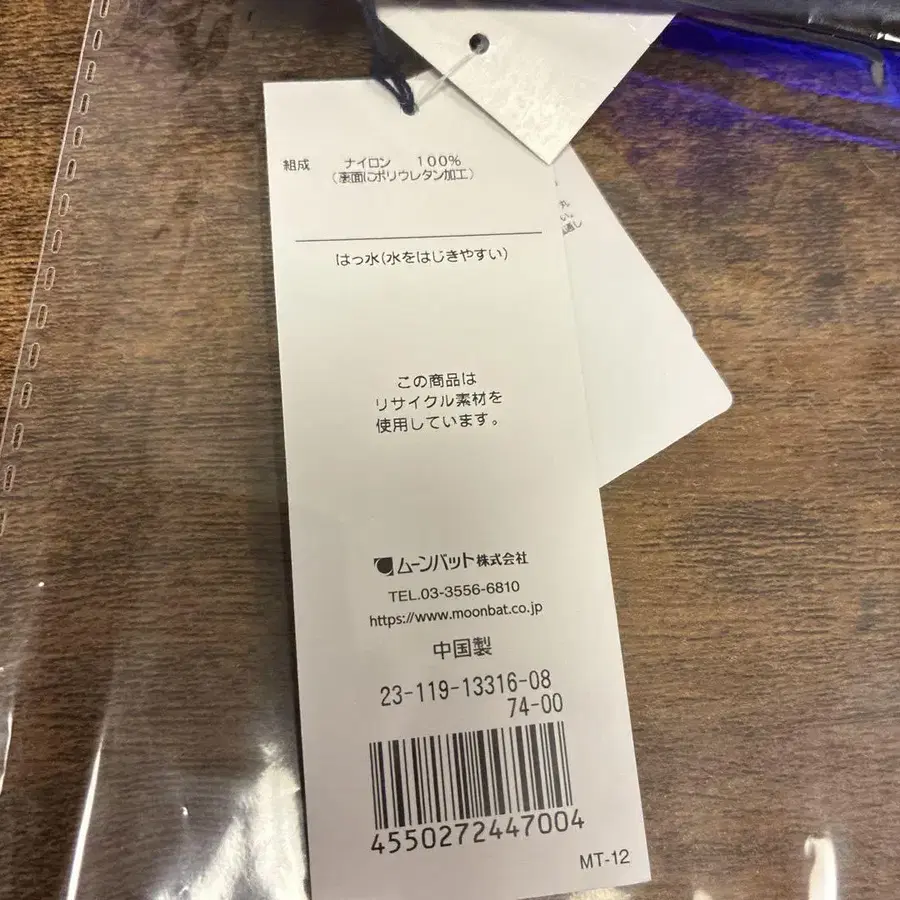 組成 ナイロン 100%
(裏面にポリウレタン加工)
はっ水(水をはじきやすい)
この商品は
リサイクル素材を
使用しています。
ムーンバット株式会社
TEL.03-3556-6810
https://www.moonbat.co.jp
中国製
23-119-13316-08
74-00
4550272447004
MT-12
い。
通し